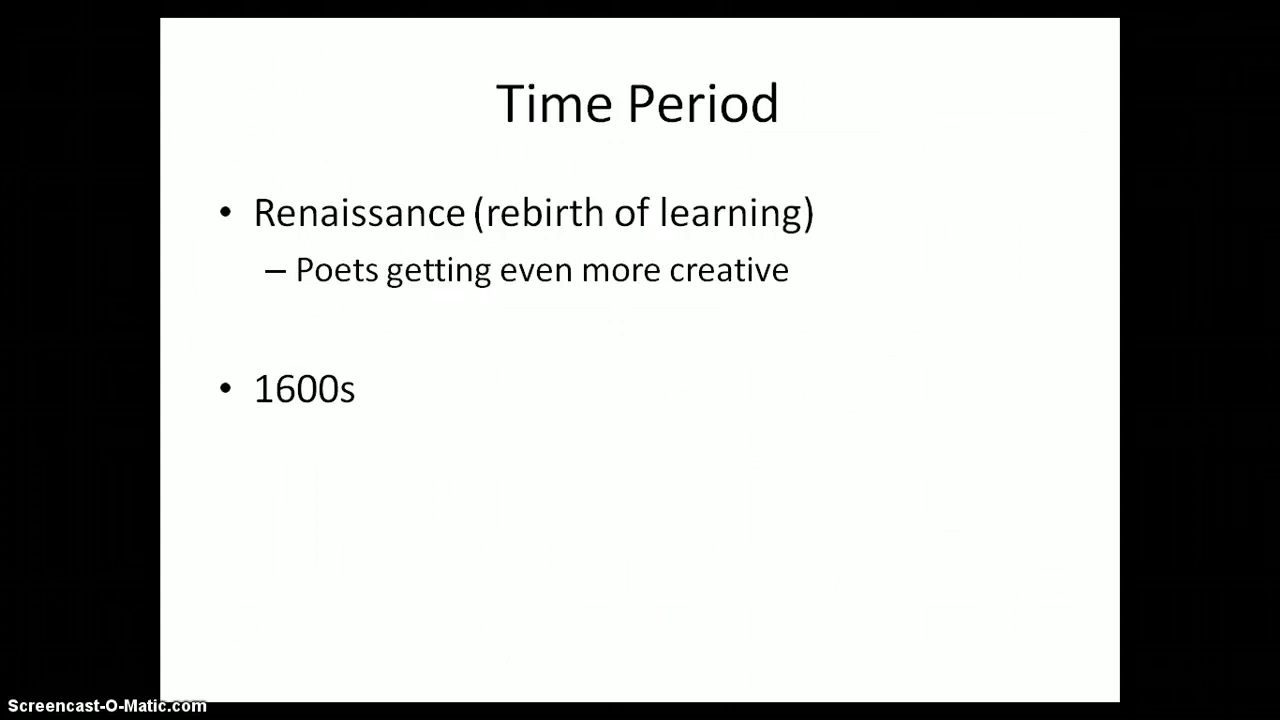 Time Period
• Renaissance (rebirth of learning)
– Poets getting even more creative
• 1600s
Screencast-O-Matic.com